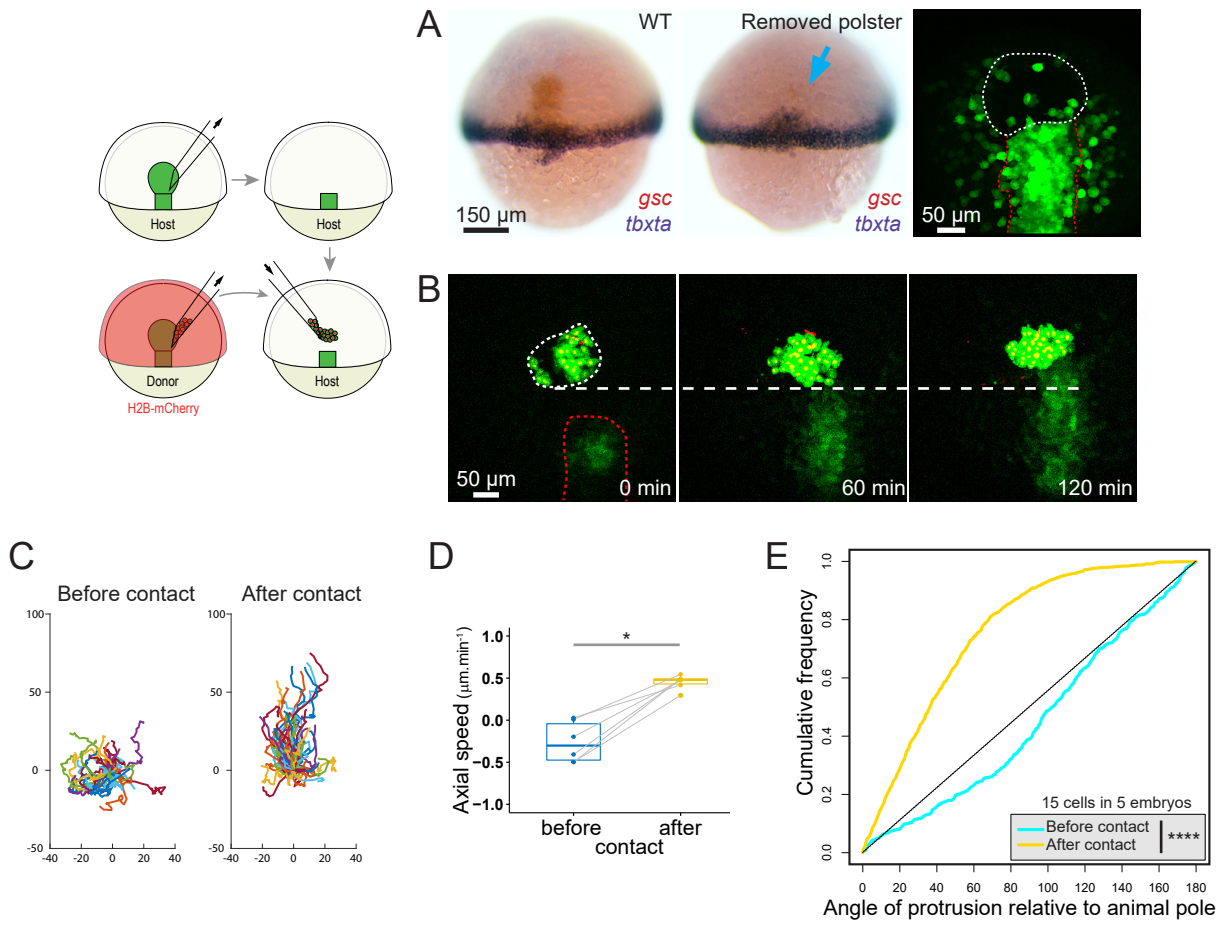 Host
Host
Donor
H2B-mCherry
Host
A
WT
gsc
tbxta
150 µm
Removed polster
gsc
tbxta
50 µm
B
50 µm
0 min
60 min
120 min
C
Before contact
100
50
0
-50
-40 -20 0 20 40
After contact
100
50
0
-50
-40 -20 0 20 40
D
Axial speed (µm.min⁻¹)
1.0
0.5
0.0
−0.5
−1.0
*
before after
contact
E
Cumulative frequency
1.0
0.8
0.6
0.4
0.2
0.0
15 cells in 5 embryos
Before contact
After contact
****
0 20 40 60 80 100 120 140 160 180
Angle of protrusion relative to animal pole